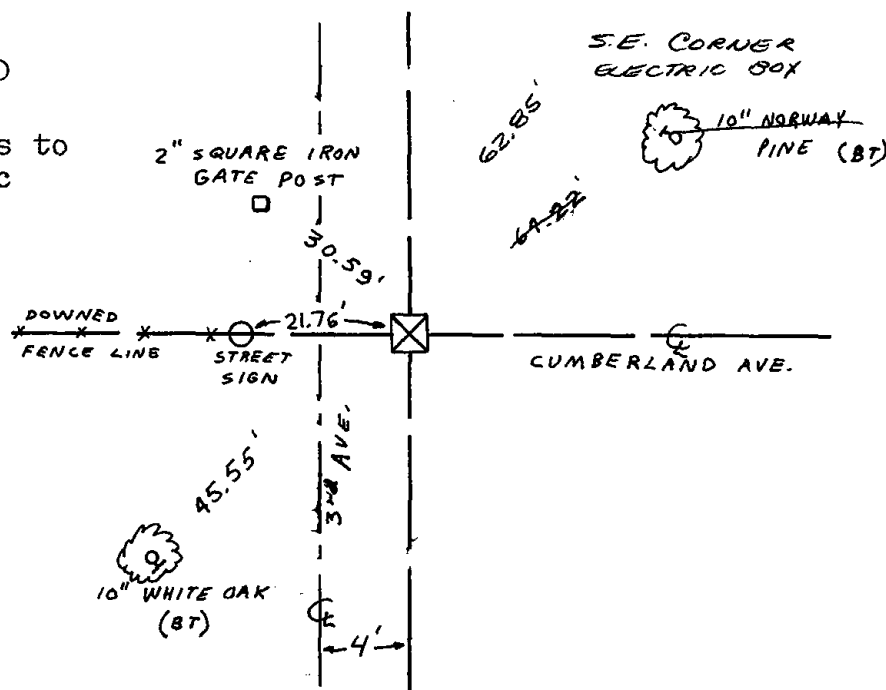 S.E. CORNER
ELECTRIC BOX
s to
c
2" SQUARE IRON
GATE POST
62.85'
10" NORWAY
PINE (BT)
64.22'
30.59'
DOWNED
FENCE LINE
21.76'
STREET
SIGN
CUMBERLAND AVE.
3rd AVE.
45.55'
10" WHITE OAK
(BT)
4'